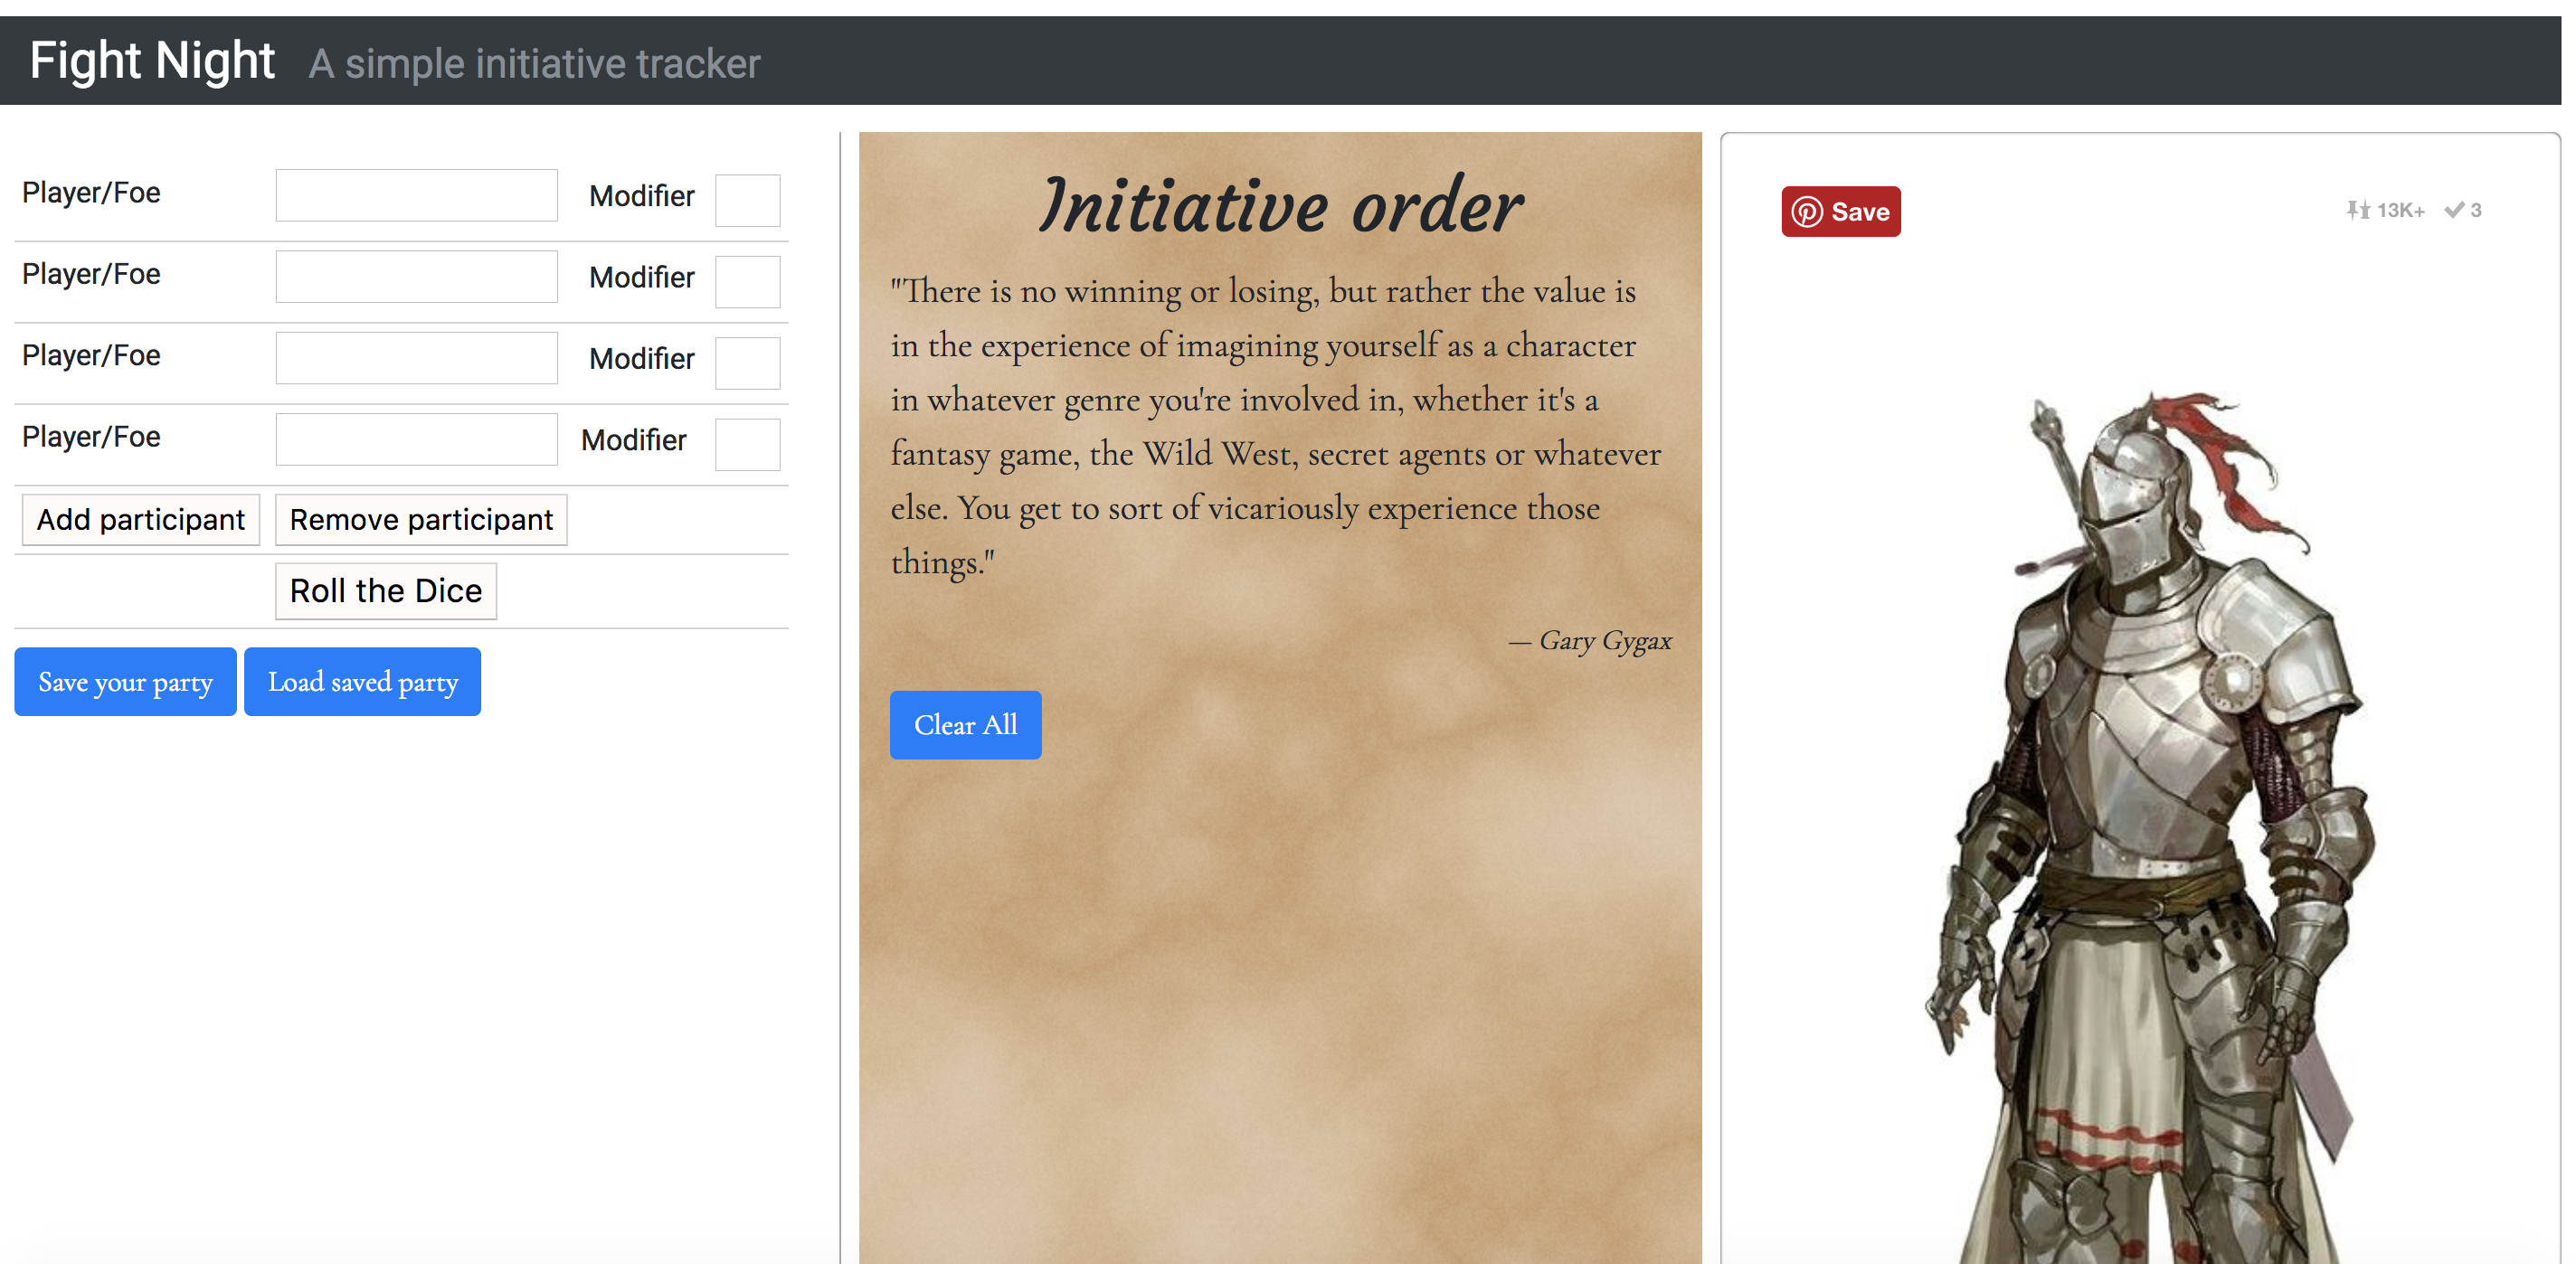 Fight Night A simple initiative tracker
Player/Foe Modifier
Player/Foe Modifier
Player/Foe Modifier
Player/Foe Modifier
Add participant Remove participant
Roll the Dice
Save your party Load saved party
Initiative order
"There is no winning or losing, but rather the value is
in the experience of imagining yourself as a character
in whatever genre you're involved in, whether it's a
fantasy game, the Wild West, secret agents or whatever
else. You get to sort of vicariously experience those
things."
— Gary Gygax
Clear All
Save 13K+ 3